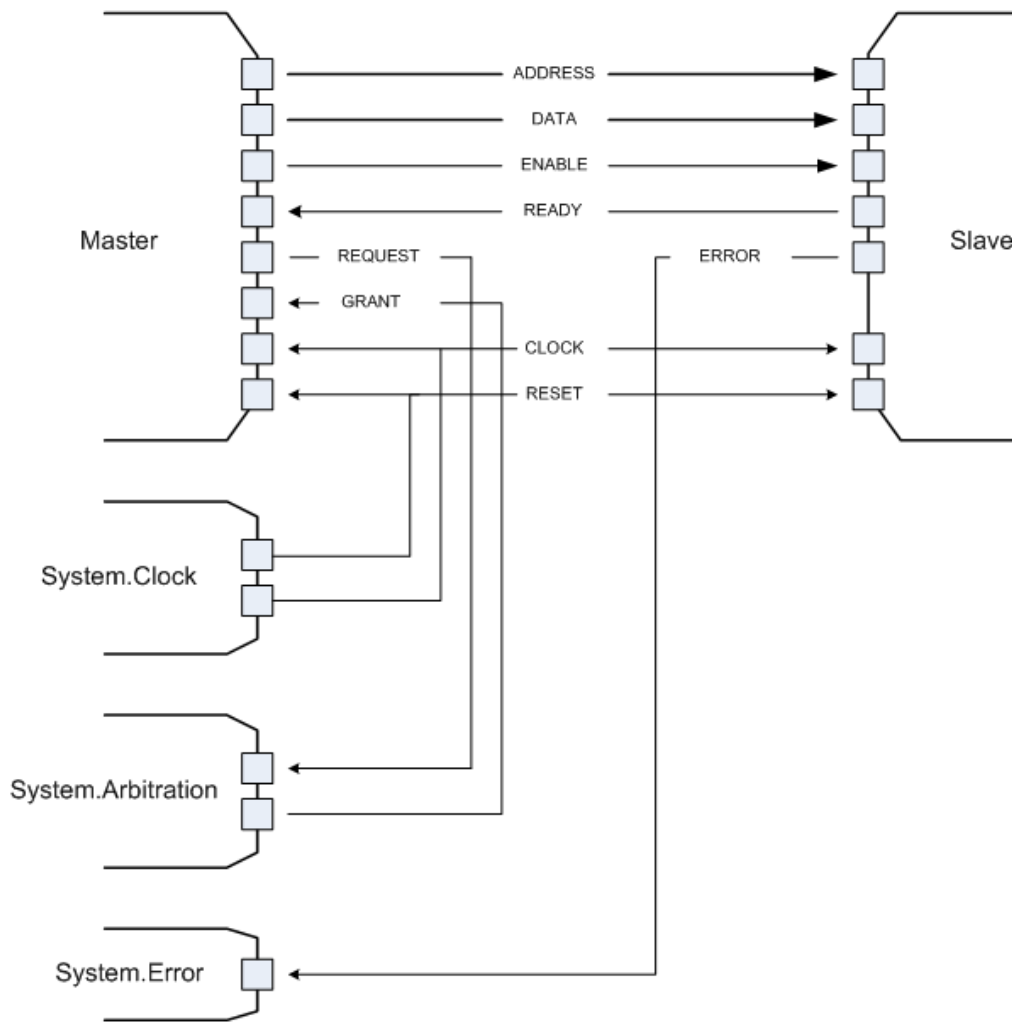 ADDRESS
DATA
ENABLE
READY
Master
Slave
REQUEST
ERROR
GRANT
CLOCK
RESET
System.Clock
System.Arbitration
System.Error